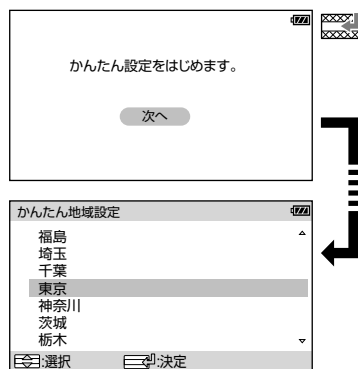 かんたん設定をはじめます。
次へ
かんたん地域設定
福島
埼玉
千葉
東京
神奈川
茨城
栃木
:選択 :決定